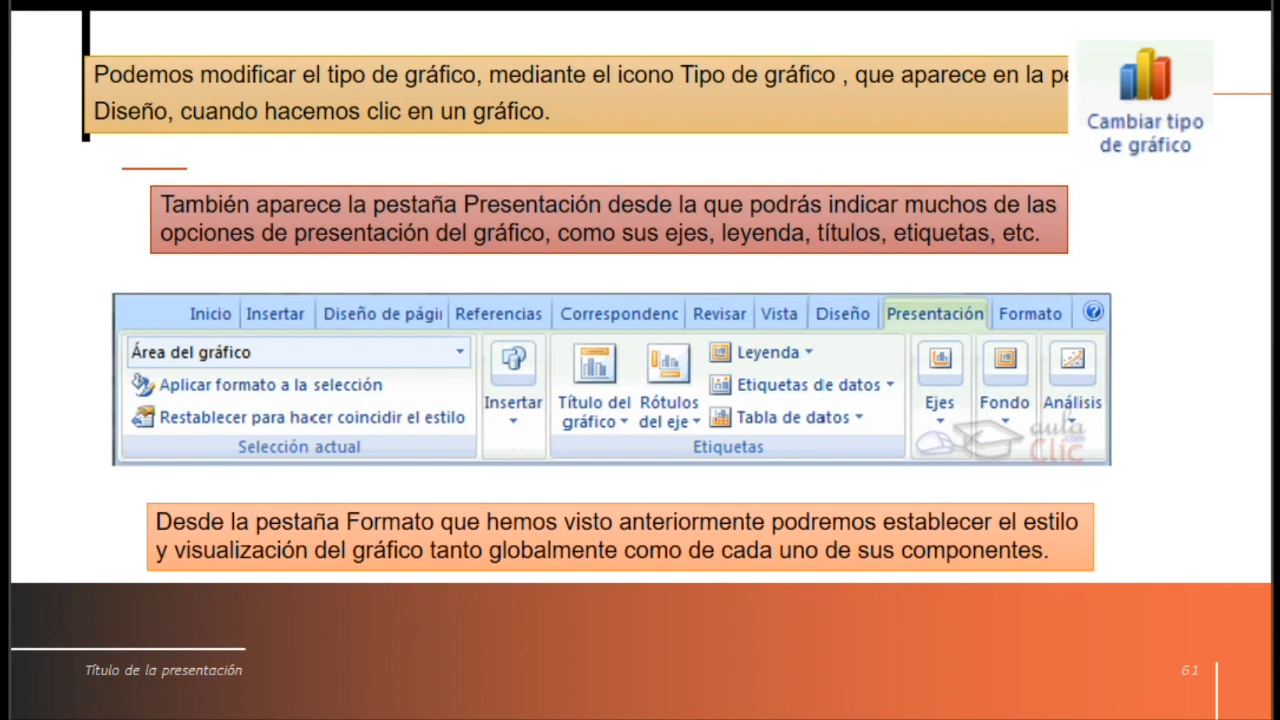 Podemos modificar el tipo de gráfico, mediante el icono Tipo de gráfico , que aparece en la
Diseño, cuando hacemos clic en un gráfico.
Cambiar tipo
de gráfico
También aparece la pestaña Presentación desde la que podrás indicar muchos de las
opciones de presentación del gráfico, como sus ejes, leyenda, títulos, etiquetas, etc.
Inicio Insertar Diseño de págii Referencias Correspondenc Revisar Vista Diseño Presentación Formato
Área del gráfico
Aplicar formato a la selección
Restablecer para hacer coincidir el estilo
Selección actual
Insertar
Título del
gráfico
Rótulos
del eje
Leyenda
Etiquetas de datos
Tabla de datos
Etiquetas
Ejes
Fondo
Análisis
aula
Clic
.com
Desde la pestaña Formato que hemos visto anteriormente podremos establecer el estilo
y visualización del gráfico tanto globalmente como de cada uno de sus componentes.
Título de la presentación
61